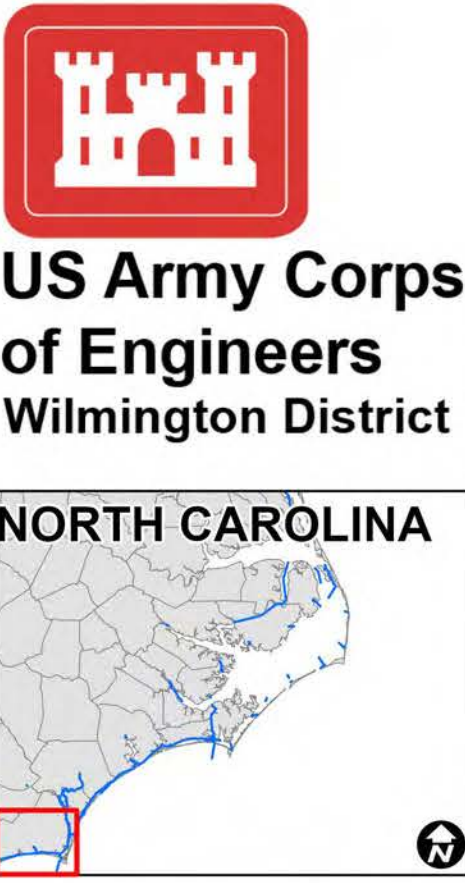 US Army Corps
of Engineers
Wilmington District
NORTH CAROLINA
N